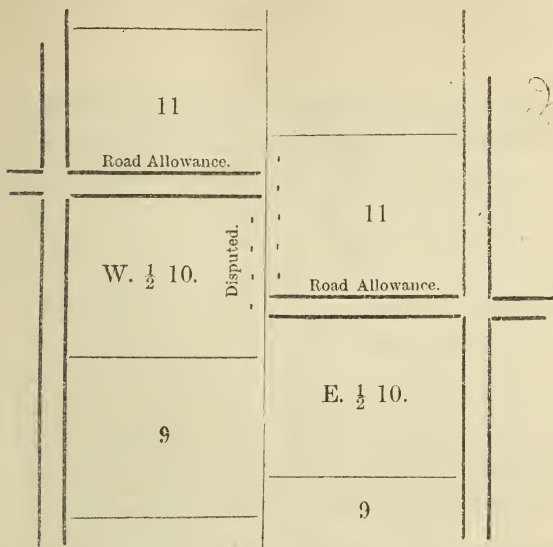 11
Road Allowance.
11
W. ½ 10.
Disputed.
Road Allowance.
E. ½ 10.
9
9